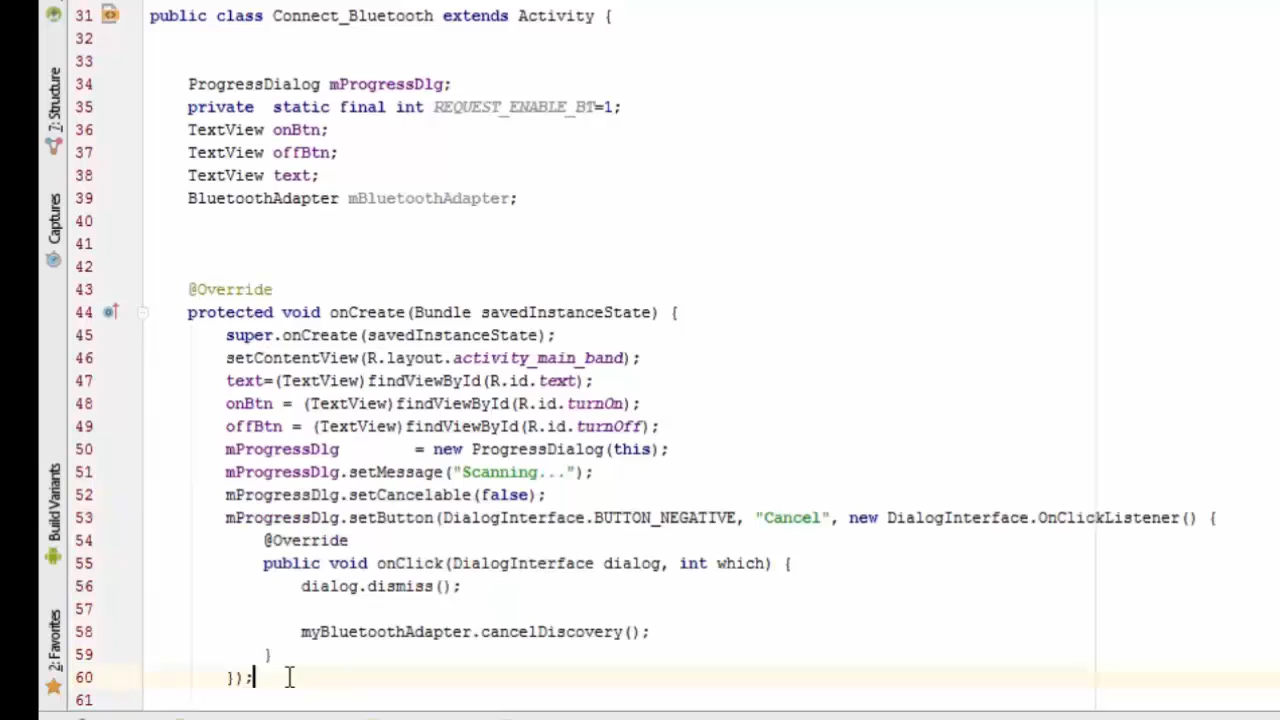 31 public class Connect_Bluetooth extends Activity {
32
33
34 ProgressDialog mProgressDlg;
35 private  static final int REQUEST_ENABLE_BT=1;
36 TextView onBtn;
37 TextView offBtn;
38 TextView text;
39 BluetoothAdapter mBluetoothAdapter;
40
41
42
43 @Override
44 protected void onCreate(Bundle savedInstanceState) {
45 super.onCreate(savedInstanceState);
46 setContentView(R.layout.activity_main_band);
47 text=(TextView)findViewById(R.id.text);
48 onBtn = (TextView)findViewById(R.id.turnOn);
49 offBtn = (TextView)findViewById(R.id.turnOff);
50 mProgressDlg        = new ProgressDialog(this);
51 mProgressDlg.setMessage("Scanning...");
52 mProgressDlg.setCancelable(false);
53 mProgressDlg.setButton(DialogInterface.BUTTON_NEGATIVE, "Cancel", new DialogInterface.OnClickListener() {
54 @Override
55 public void onClick(DialogInterface dialog, int which) {
56 dialog.dismiss();
57
58 myBluetoothAdapter.cancelDiscovery();
59 }
60 });
61
7: Structure
Captures
Build Variants
2: Favorites